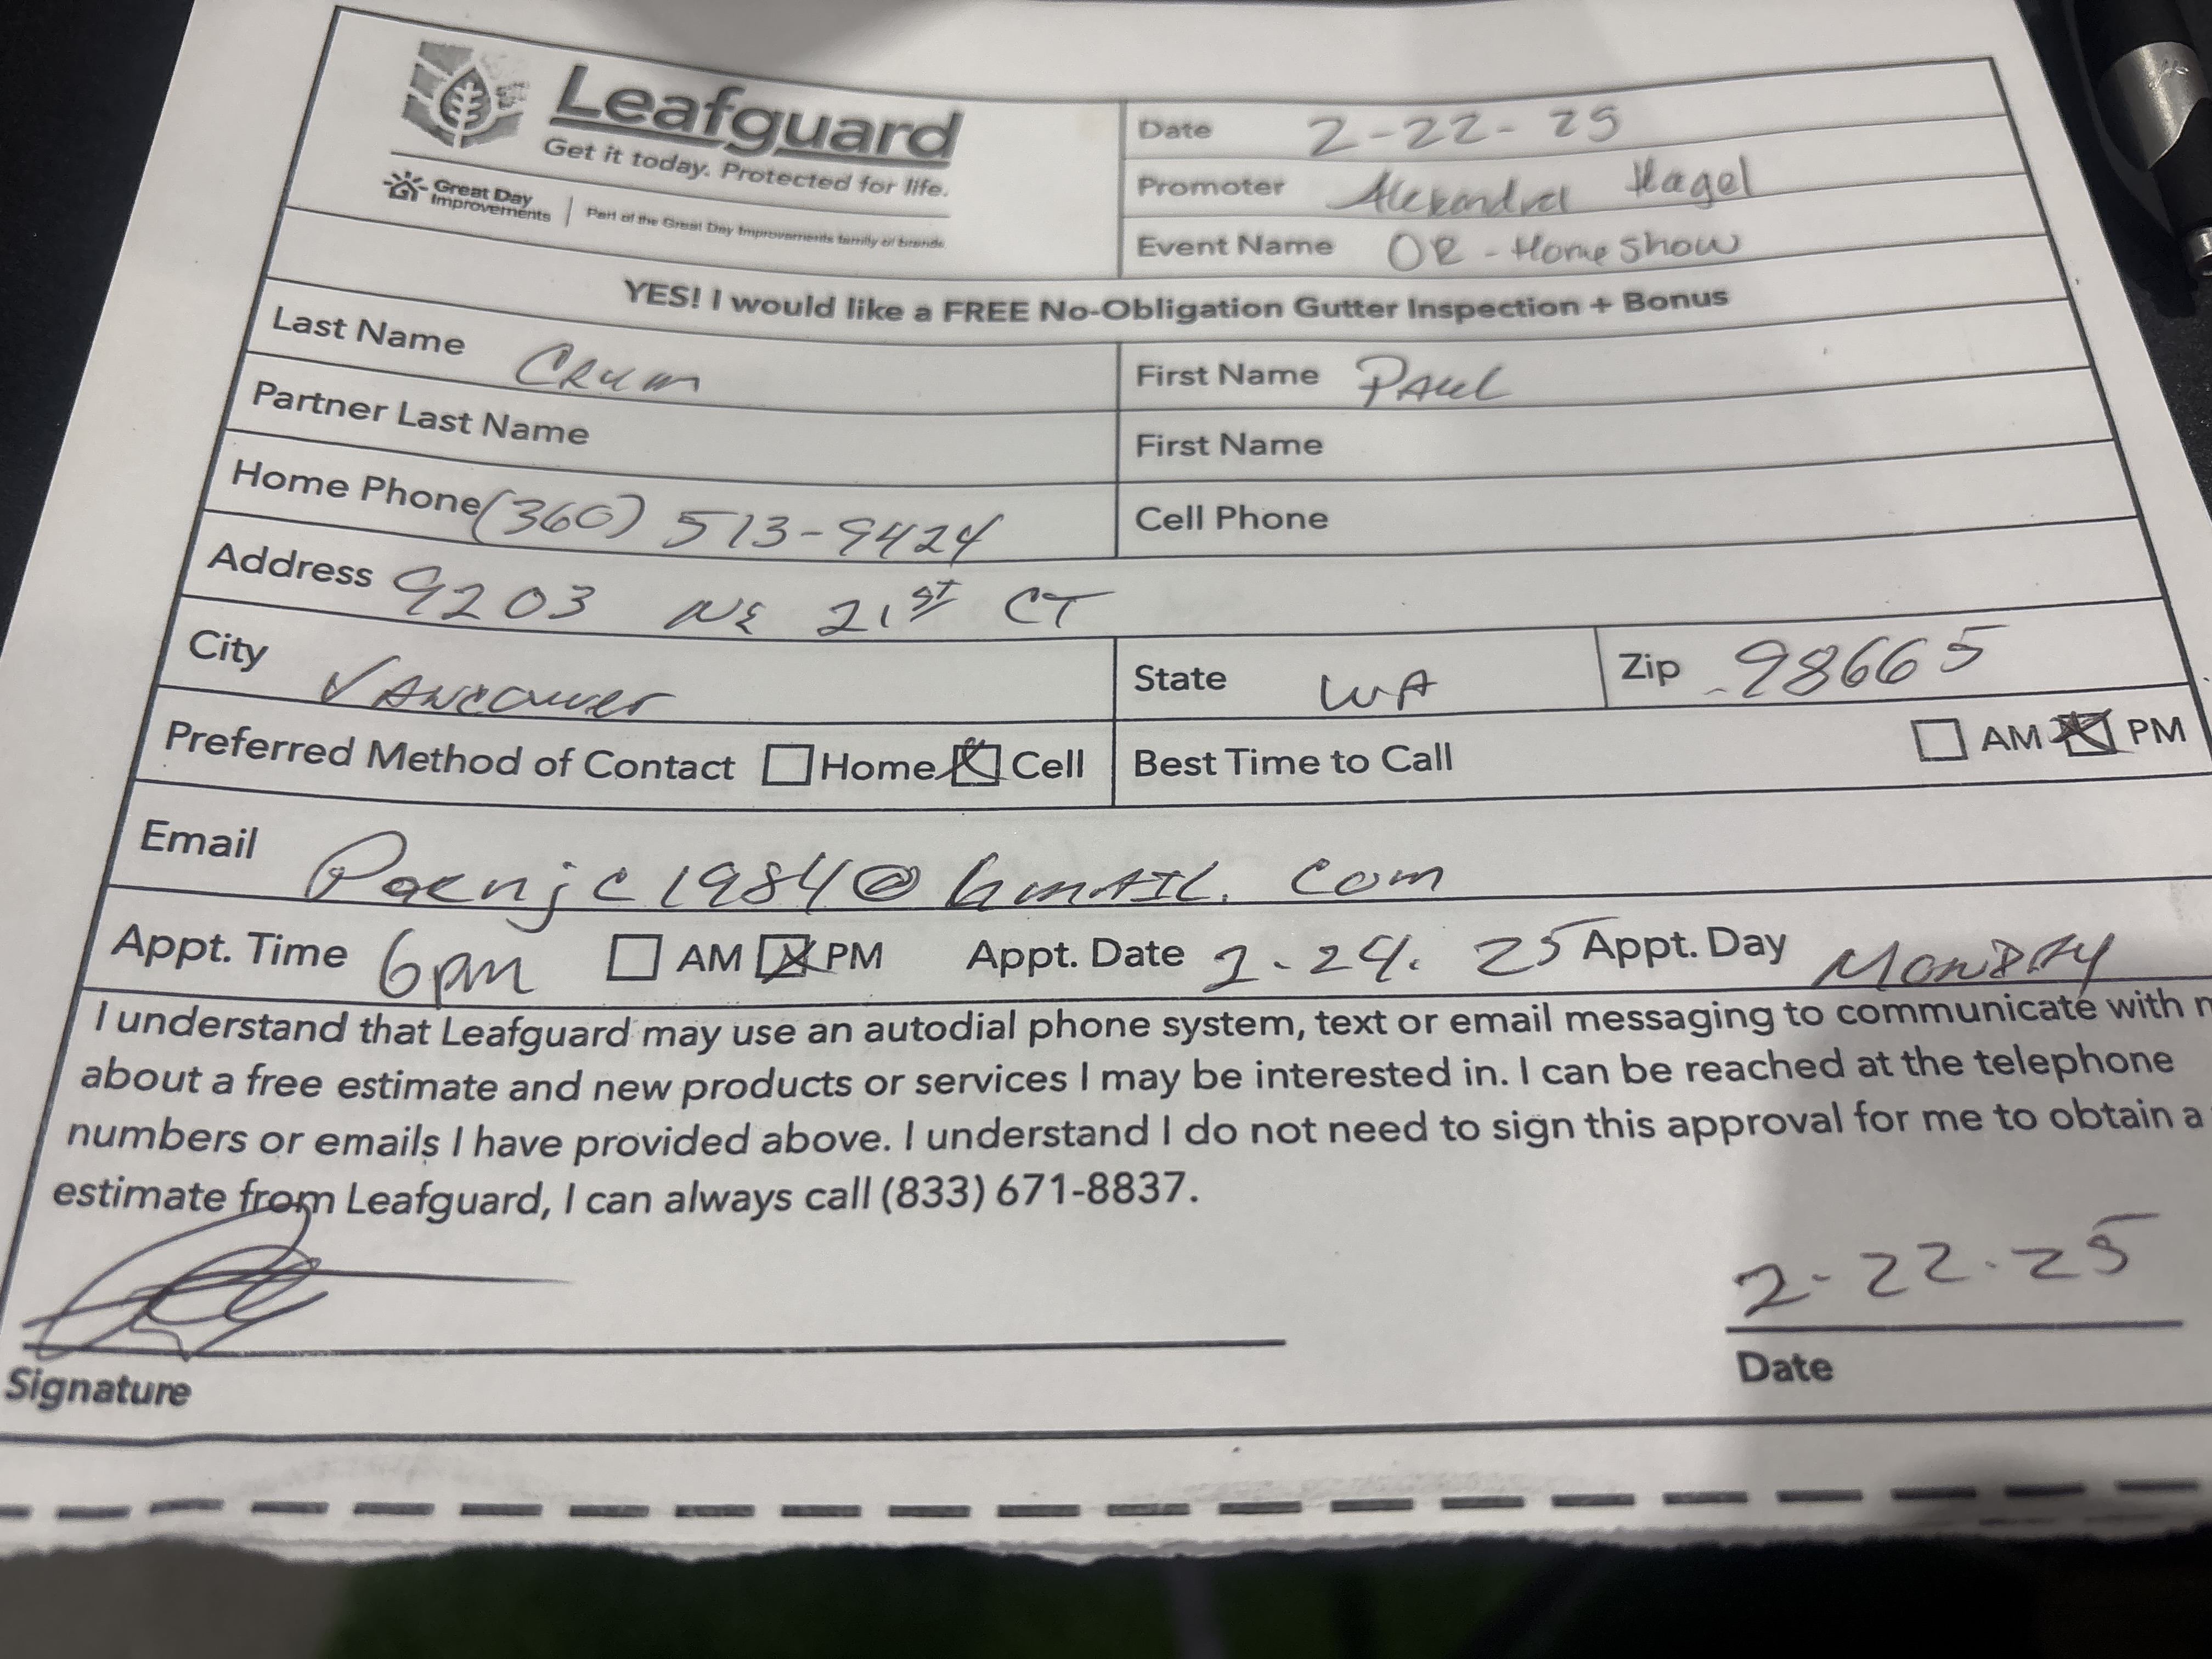 Leafguard
Get it today. Protected for life.
Great Day Improvements | Part of the Great Day Improvements family of brands
Date 2-22-25
Promoter Hagel
Event Name OR-Home Show
YES! I would like a FREE No-Obligation Gutter Inspection + Bonus
Last Name Crum First Name PAUL
Partner Last Name First Name
Home Phone (360) 513-9424 Cell Phone
Address 9203 NE 21st CT
City VANCOUVER State WA Zip 98665
Preferred Method of Contact Home Cell Best Time to Call AM PM
Email
Appt. Time 6pm AM PM Appt. Date 2.24.25 Appt. Day MONDAY
I understand that Leafguard may use an autodial phone system, text or email messaging to communicate with
about a free estimate and new products or services I may be interested in. I can be reached at the telephone
numbers or emails I have provided above. I understand I do not need to sign this approval for me to obtain a
estimate from Leafguard, I can always call (833) 671-8837.
2.22.25
Signature Date